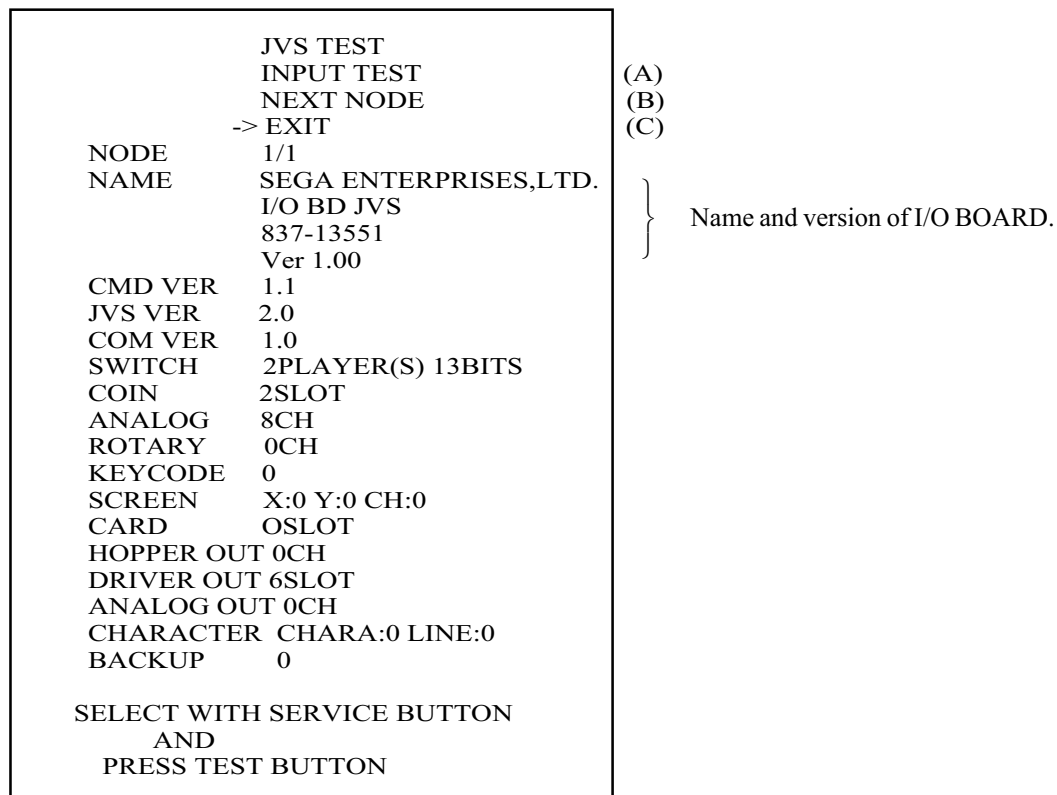 JVS TEST
INPUT TEST (A)
NEXT NODE (B)
-> EXIT (C)
NODE 1/1
NAME SEGA ENTERPRISES,LTD.
I/O BD JVS
Name and version of I/O BOARD.
837-13551
Ver 1.00
CMD VER 1.1
JVS VER 2.0
COM VER 1.0
SWITCH 2PLAYER(S) 13BITS
COIN 2SLOT
ANALOG 8CH
ROTARY 0CH
KEYCODE 0
SCREEN X:0 Y:0 CH:0
CARD OSLOT
HOPPER OUT 0CH
DRIVER OUT 6SLOT
ANALOG OUT 0CH
CHARACTER CHARA:0 LINE:0
BACKUP 0
SELECT WITH SERVICE BUTTON
AND
PRESS TEST BUTTON